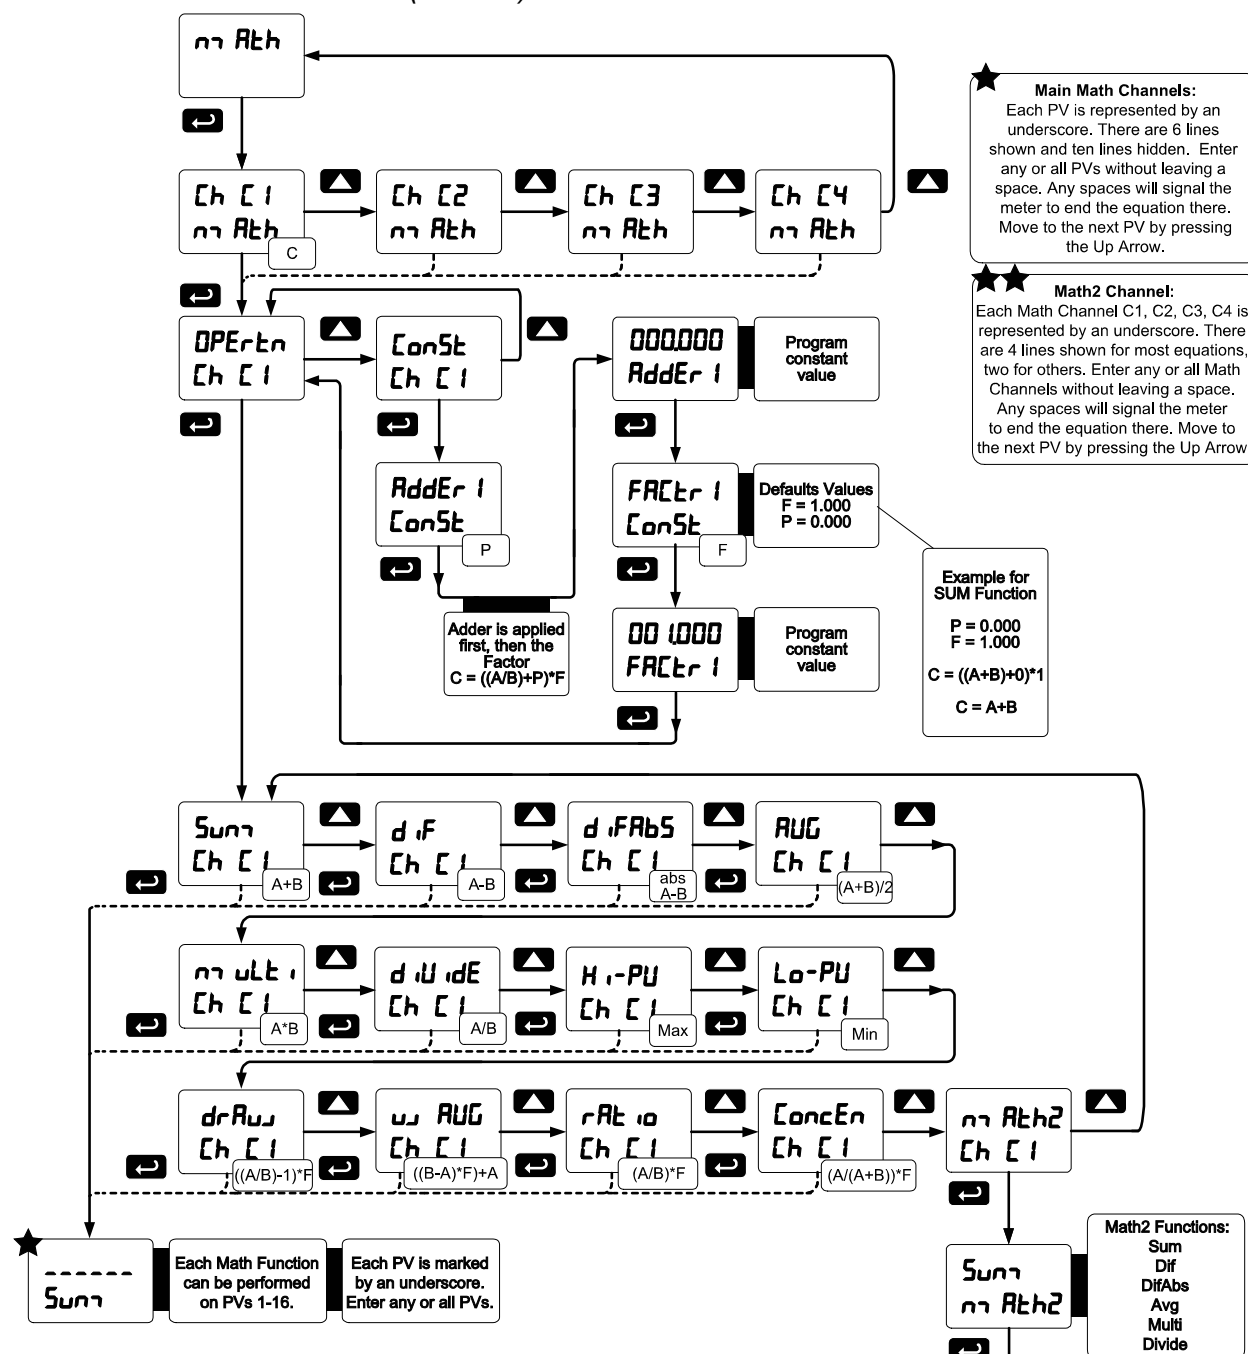 m Ath
Ch C1
m Ath
C
Ch C2
m Ath
Ch C3
m Ath
Ch C4
m Ath
Main Math Channels:
Each PV is represented by an
underscore. There are 6 lines
shown and ten lines hidden. Enter
any or all PVs without leaving a
space. Any spaces will signal the
meter to end the equation there.
Move to the next PV by pressing
the Up Arrow.
Math2 Channel:
Each Math Channel C1, C2, C3, C4 is
represented by an underscore. There
are 4 lines shown for most equations,
two for others. Enter any or all Math
Channels without leaving a space.
Any spaces will signal the meter
to end the equation there. Move to
the next PV by pressing the Up Arrow
OPErtn
Ch C1
ConSt
Ch C1
AddEr 1
ConSt
P
Adder is applied
first, then the
Factor
C = ((A/B)+P)*F
000.000
AddEr 1
Program
constant
value
FACtr 1
ConSt
F
Defaults Values
F = 1.000
P = 0.000
001.000
FACtr 1
Program
constant
value
Example for
SUM Function
P = 0.000
F = 1.000
C = ((A+B)+0)*1
C = A+B
Sum
Ch C1
A+B
diF
Ch C1
A-B
diFAbS
Ch C1
abs
A-B
AVG
Ch C1
(A+B)/2
muLti
Ch C1
A*B
diVidE
Ch C1
A/B
Hi-PV
Ch C1
Max
Lo-PV
Ch C1
Min
drAw
Ch C1
((A/B)-1)*F
w AVG
Ch C1
((B-A)*F)+A
rAtio
Ch C1
(A/B)*F
ConcEn
Ch C1
(A/(A+B))*F
m Ath2
Ch C1
_ _ _ _ _ _
Sum
Each Math Function
can be performed
on PVs 1-16.
Each PV is marked
by an underscore.
Enter any or all PVs.
Sum
m Ath2
Math2 Functions:
Sum
Dif
DifAbs
Avg
Multi
Divide